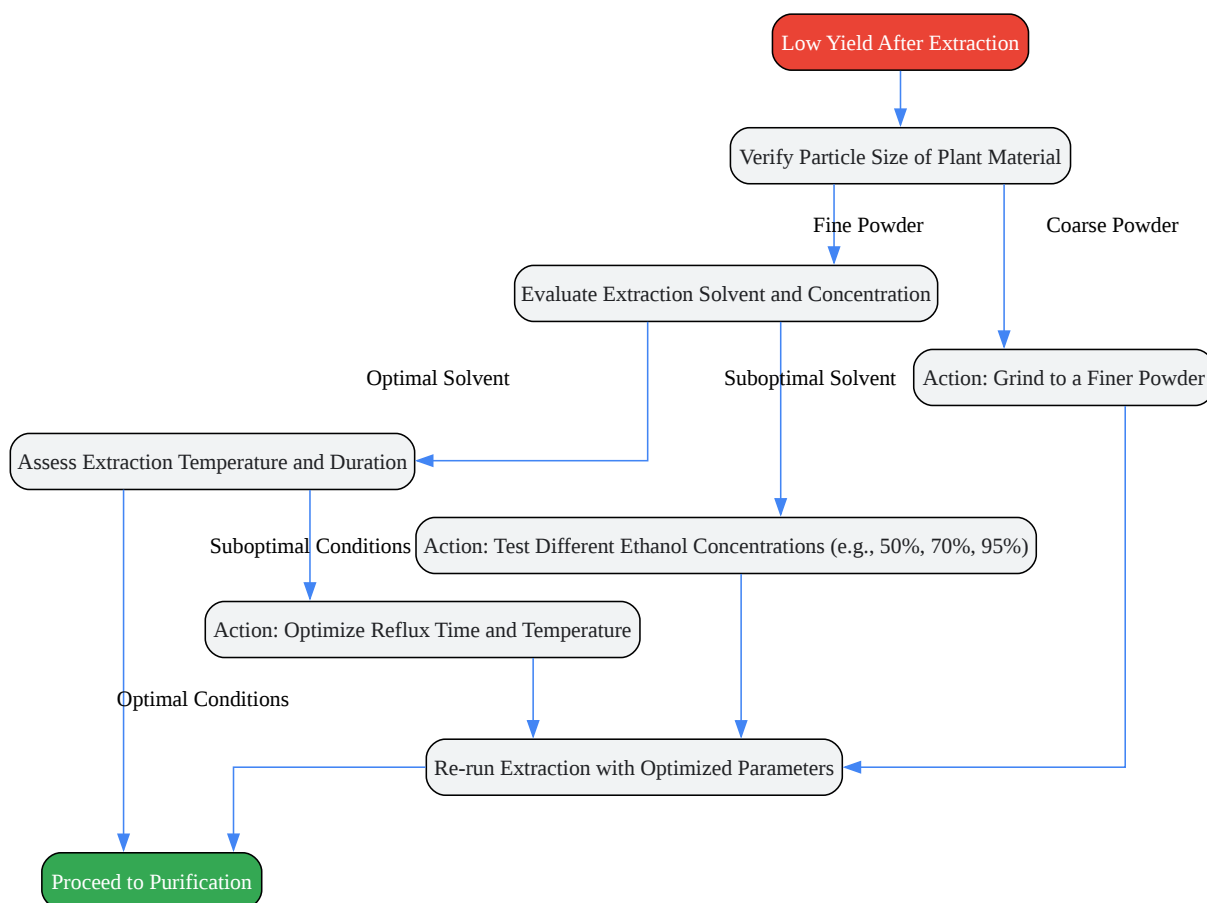 Low Yield After Extraction
Verify Particle Size of Plant Material
Fine Powder
Coarse Powder
Evaluate Extraction Solvent and Concentration
Optimal Solvent
Suboptimal Solvent
Action: Grind to a Finer Powder
Assess Extraction Temperature and Duration
Suboptimal Conditions
Action: Test Different Ethanol Concentrations (e.g., 50%, 70%, 95%)
Action: Optimize Reflux Time and Temperature
Optimal Conditions
Re-run Extraction with Optimized Parameters
Proceed to Purification